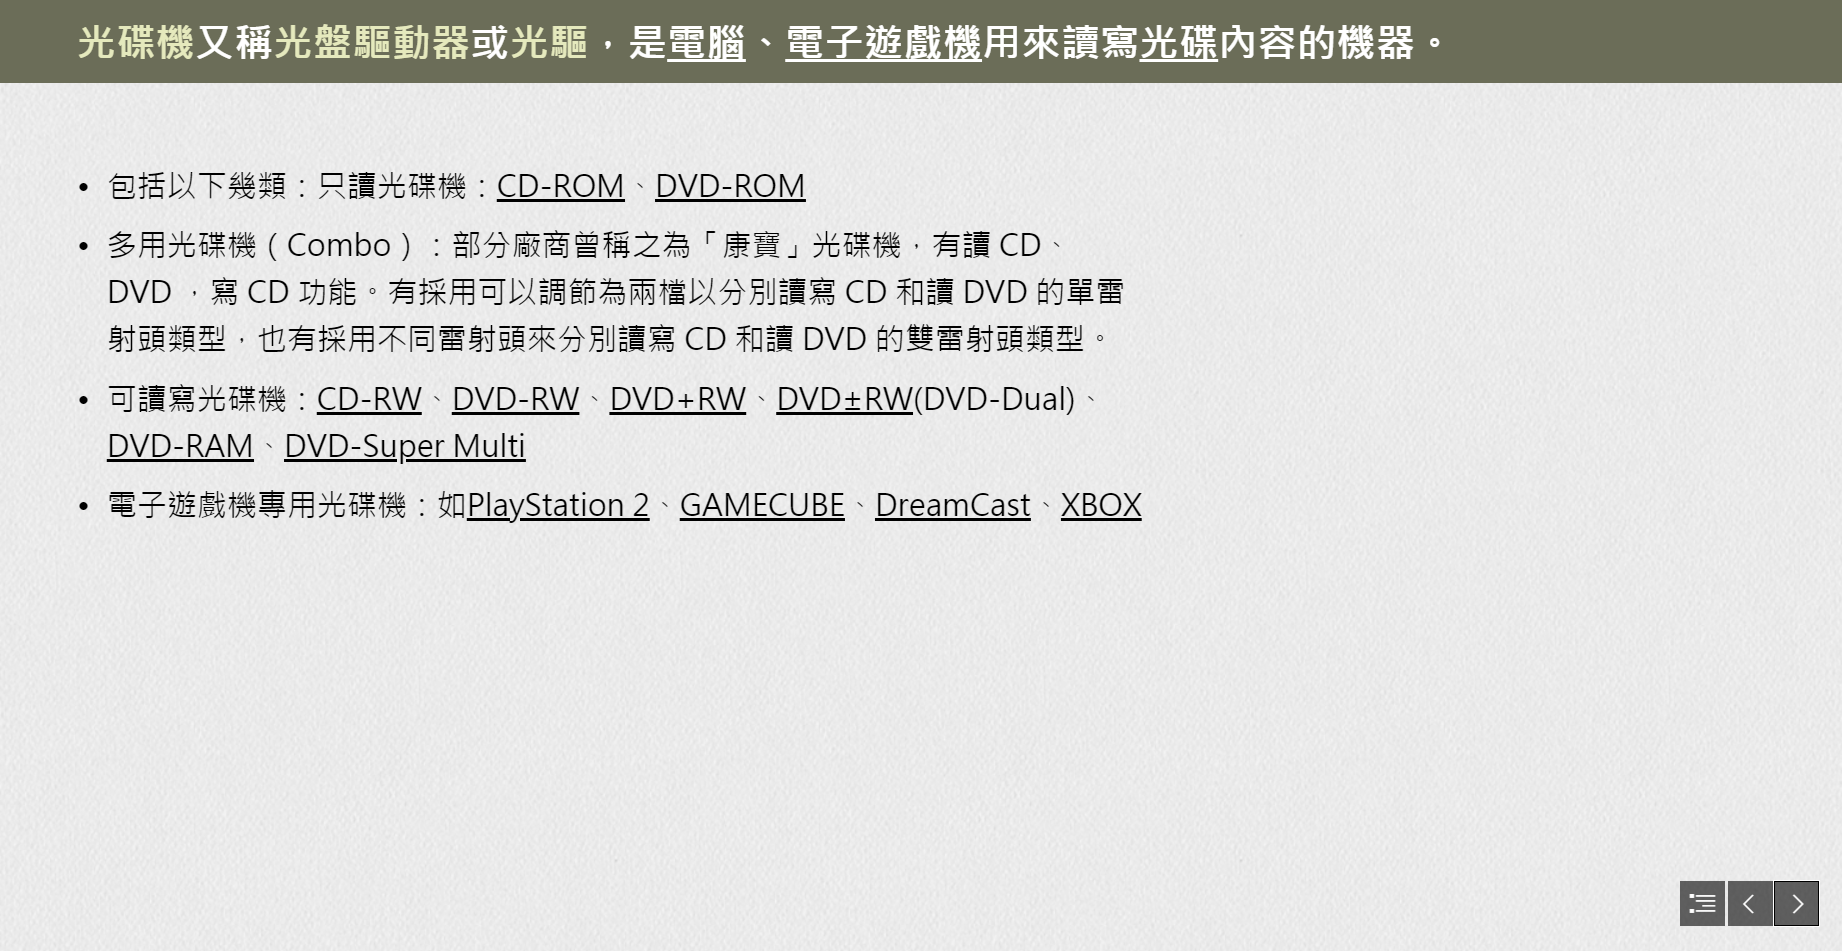 光碟機又稱光盤驅動器或光驅，是電腦、電子遊戲機用來讀寫光碟內容的機器。
• 包括以下幾類：只讀光碟機：CD-ROM、DVD-ROM
• 多用光碟機（Combo）：部分廠商曾稱之為「康寶」光碟機，有讀 CD、
DVD ，寫 CD 功能。有採用可以調節為兩檔以分別讀寫 CD 和讀 DVD 的單雷
射頭類型，也有採用不同雷射頭來分別讀寫 CD 和讀 DVD 的雙雷射頭類型。
• 可讀寫光碟機：CD-RW、DVD-RW、DVD+RW、DVD±RW(DVD-Dual)、
DVD-RAM、DVD-Super Multi
• 電子遊戲機專用光碟機：如PlayStation 2、GAMECUBE、DreamCast、XBOX